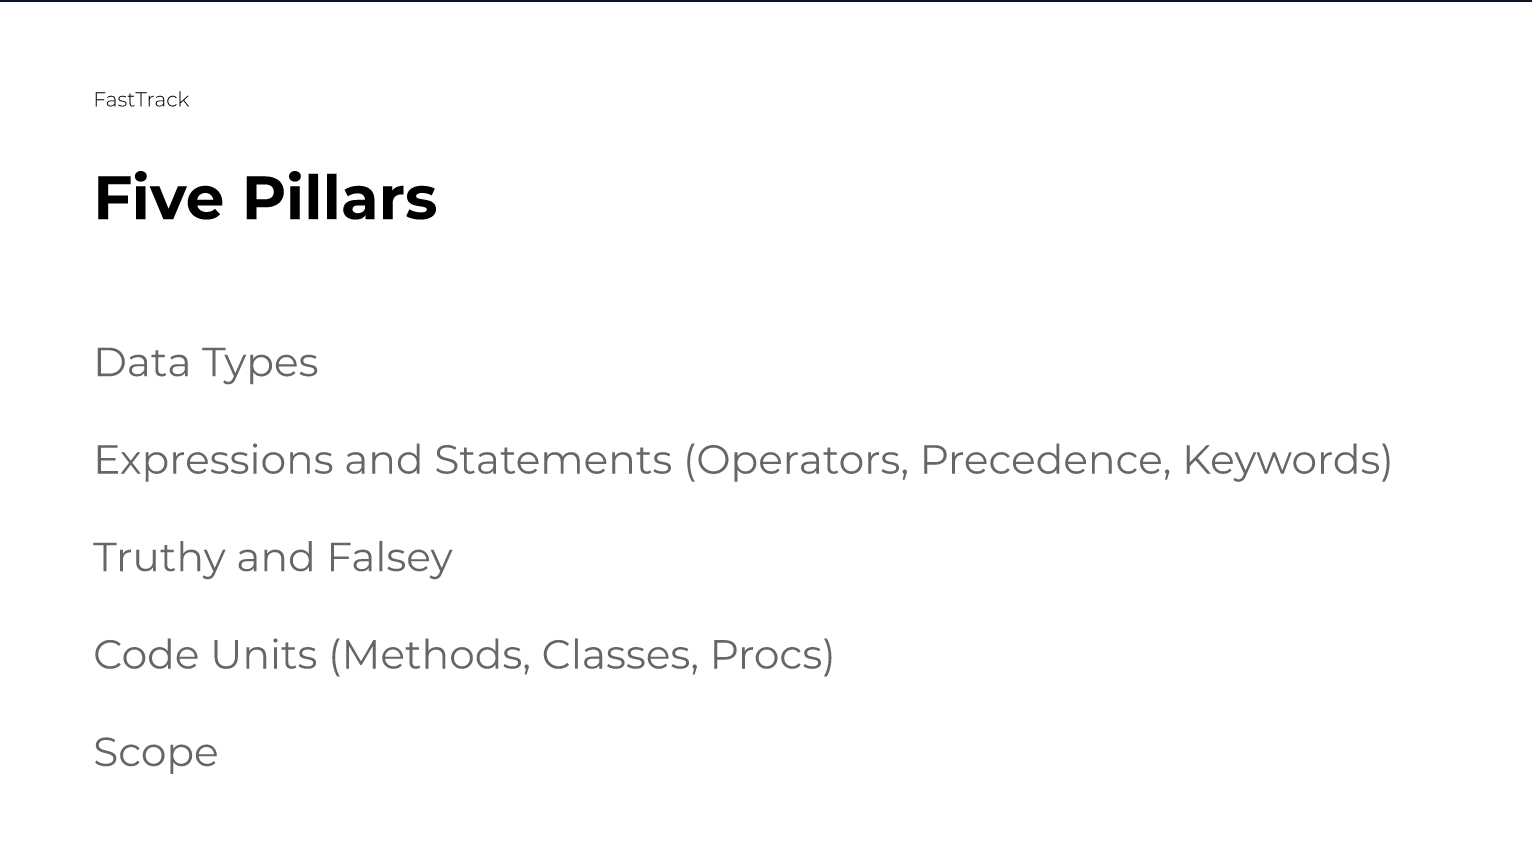 FastTrack
Five Pillars
Data Types
Expressions and Statements (Operators, Precedence, Keywords)
Truthy and Falsey
Code Units (Methods, Classes, Procs)
Scope